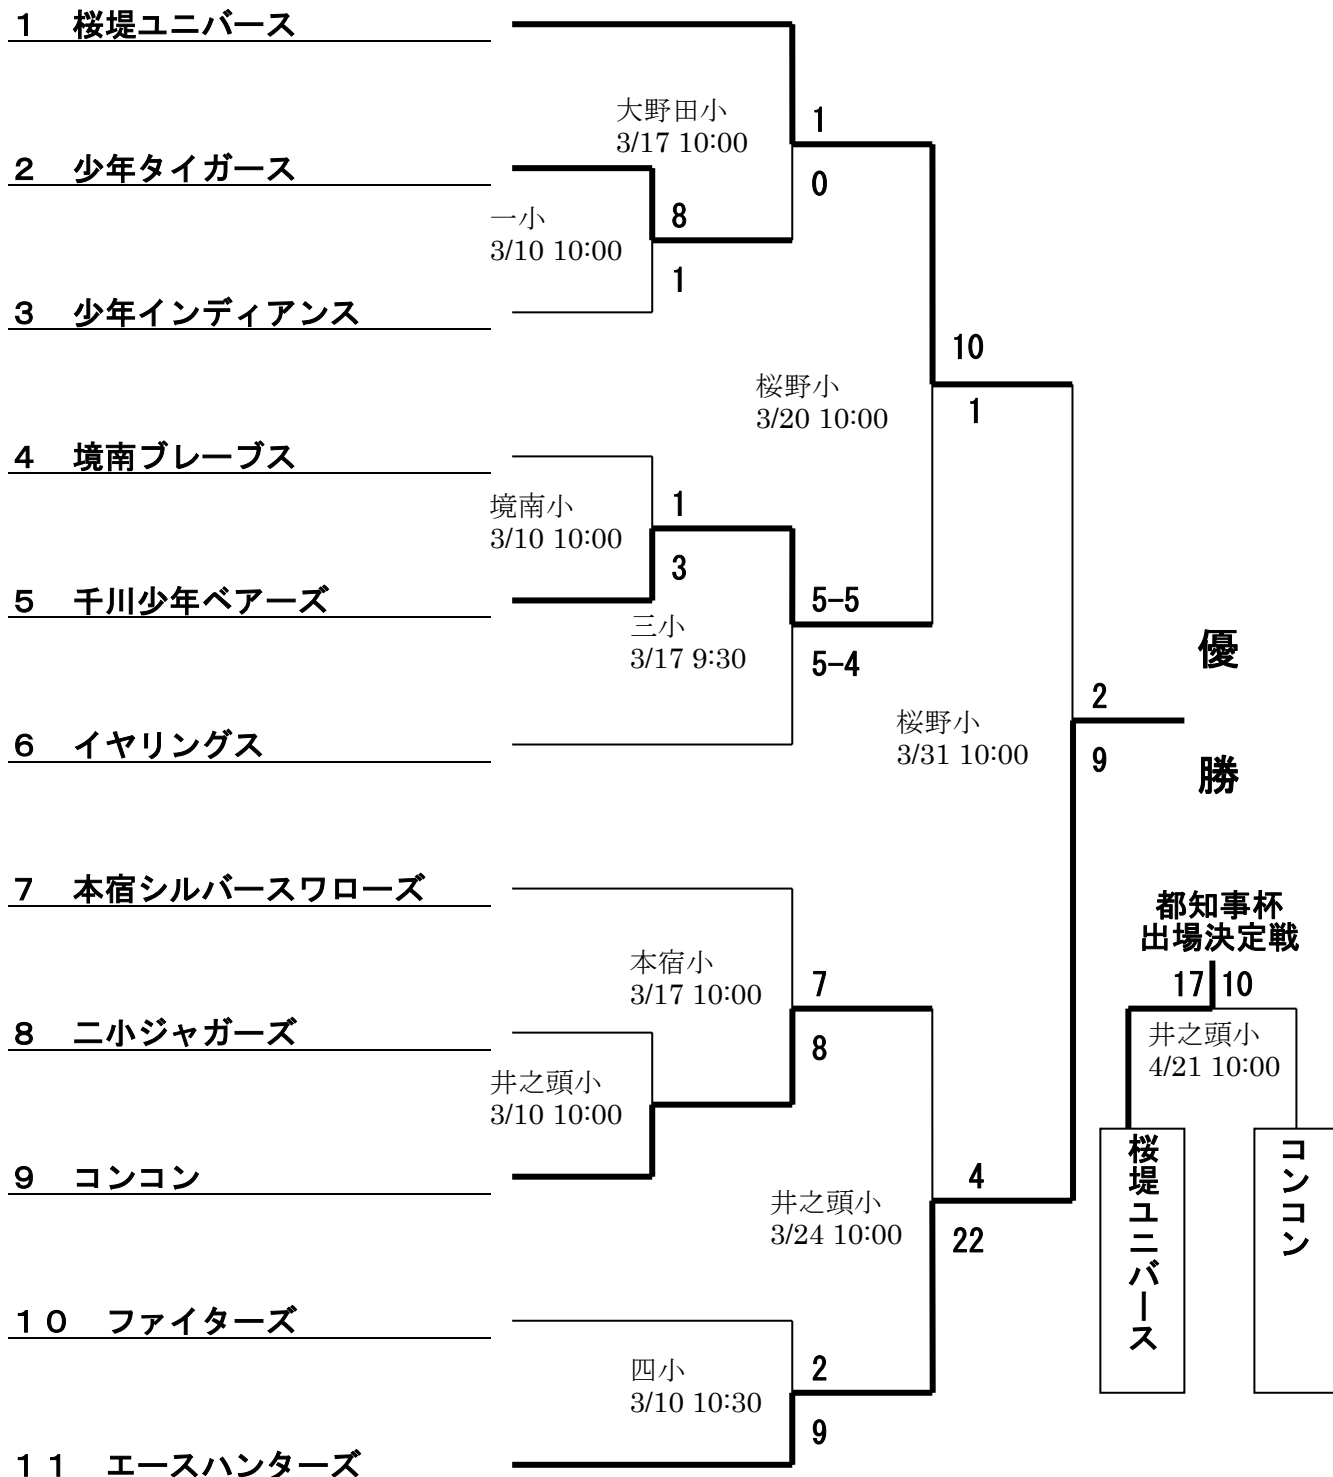 １　桜堤ユニバース
大野田小
3/17 10:00
1
0
２　少年タイガース
一小
3/10 10:00
8
1
３　少年インディアンス
桜野小
3/20 10:00
10
1
４　境南ブレーブス
境南小
3/10 10:00
1
3
５　千川少年ベアーズ
三小
3/17 9:30
5-5
5-4
６　イヤリングス
桜野小
3/31 10:00
2
9
優
勝
７　本宿シルバースワローズ
本宿小
3/17 10:00
7
8
８　二小ジャガーズ
井之頭小
3/10 10:00
９　コンコン
井之頭小
3/24 10:00
4
22
１０　ファイターズ
四小
3/10 10:30
2
9
１１　エースハンターズ
都知事杯
出場決定戦
17 10
井之頭小
4/21 10:00
桜堤ユニバース
コンコン